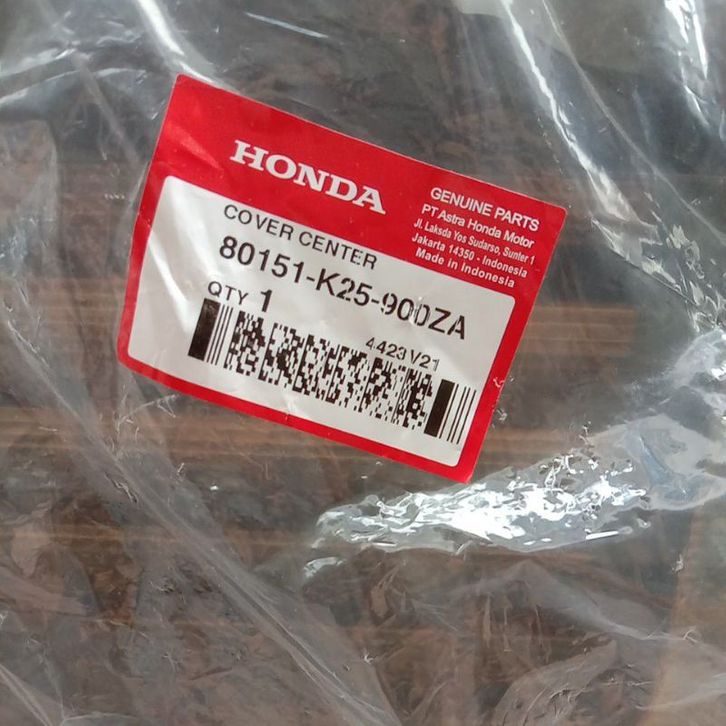 HONDA
GENUINE PARTS
PT Astra Honda Motor
Jl. Laksda Yos Sudarso, Sunter 1
Jakarta 14350 - Indonesia
Made in Indonesia
COVER CENTER
80151-K25-900ZA
QTY 1
4423V21